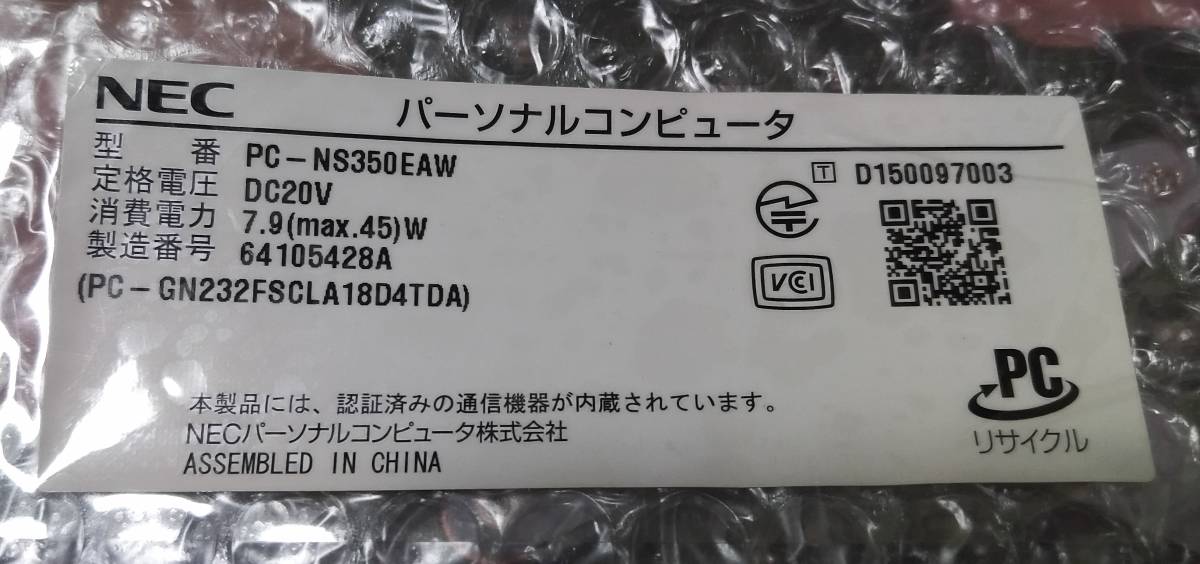 NEC
パーソナルコンピュータ
型 番 PC-NS350EAW
定格電圧 DC20V
消費電力 7.9(max.45)W
製造番号 64105428A
(PC-GN232FSCLA18D4TDA)
T D150097003
VCI
本製品には、認証済みの通信機器が内蔵されています。
NECパーソナルコンピュータ株式会社
ASSEMBLED IN CHINA
PC
リサイクル